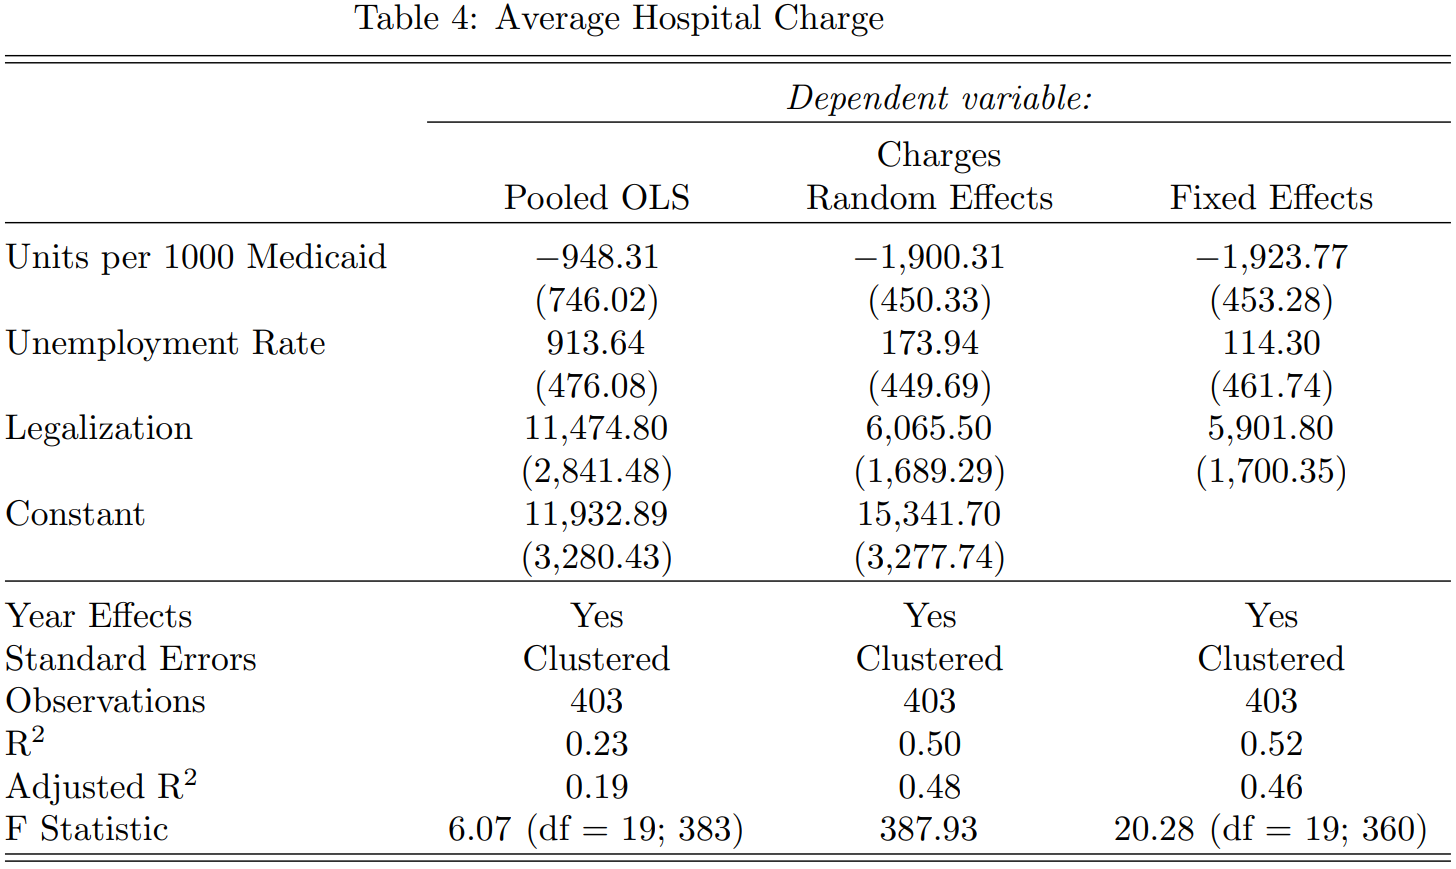 Table 4: Average Hospital Charge
Dependent variable:
Charges
Pooled OLS Random Effects Fixed Effects
Units per 1000 Medicaid −948.31 −1,900.31 −1,923.77
(746.02) (450.33) (453.28)
Unemployment Rate 913.64 173.94 114.30
(476.08) (449.69) (461.74)
Legalization 11,474.80 6,065.50 5,901.80
(2,841.48) (1,689.29) (1,700.35)
Constant 11,932.89 15,341.70
(3,280.43) (3,277.74)
Year Effects Yes Yes Yes
Standard Errors Clustered Clustered Clustered
Observations 403 403 403
R² 0.23 0.50 0.52
Adjusted R² 0.19 0.48 0.46
F Statistic 6.07 (df = 19; 383) 387.93 20.28 (df = 19; 360)